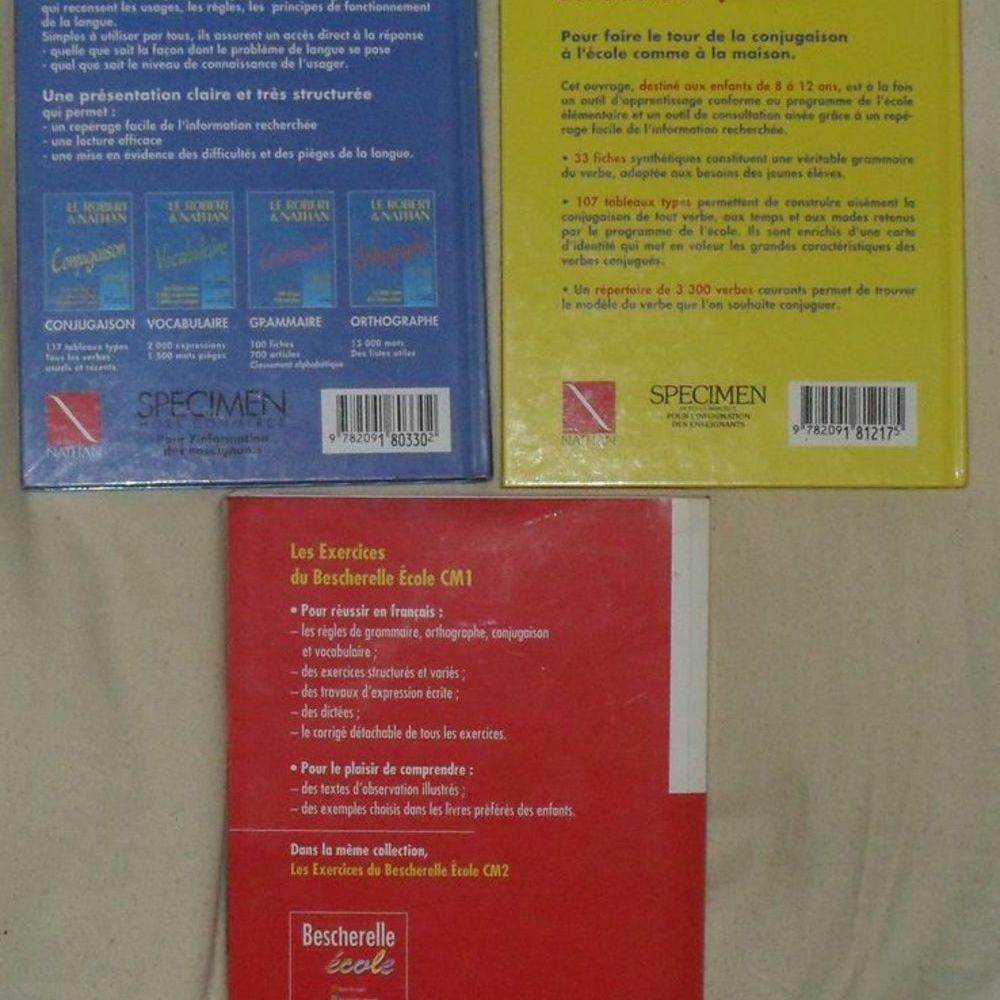 qui recensent les usages, les règles, les principes de fonctionnement
de la langue.
Simples à utiliser par tous, ils assurent un accès direct à la réponse
- quelle que soit la façon dont le problème de langue se pose
- quel que soit le niveau de connaissance de l'usager.
Une présentation claire et très structurée
qui permet :
- un repérage facile de l'information recherchée
- une lecture efficace
- une mise en évidence des difficultés et des pièges de la langue.
LE ROBERT
& NATHAN
Conjugaison
LE ROBERT
& NATHAN
Vocabulaire
LE ROBERT
& NATHAN
Grammaire
LE ROBERT
& NATHAN
Orthographe
CONJUGAISON
117 tableaux types
Tous les verbes
usuels et récents
VOCABULAIRE
2 000 expressions
1 500 mots pièges
GRAMMAIRE
100 fiches
700 articles
Classement alphabétique
ORTHOGRAPHE
15 000 mots
Des listes utiles
NATHAN
SPECIMEN
HORS COMMERCE
Pour l'information
des enseignants
9 782091 803302
Pour faire le tour de la conjugaison
à l'école comme à la maison.
Cet ouvrage, destiné aux enfants de 8 à 12 ans, est à la fois
un outil d'apprentissage conforme au programme de l'école
élémentaire et un outil de consultation aisée grâce à un repé-
rage facile de l'information recherchée.
• 33 fiches synthétiques constituent une véritable grammaire
du verbe, adaptée aux besoins des jeunes élèves.
• 107 tableaux types permettent de construire aisément la
conjugaison de tout verbe, aux temps et aux modes retenus
par le programme de l'école. Ils sont enrichis d'une carte
d'identité qui met en valeur les grandes caractéristiques des
verbes conjugués.
• Un répertoire de 3 300 verbes courants permet de trouver
le modèle du verbe que l'on souhaite conjuguer.
NATHAN
SPECIMEN
HORS COMMERCE
POUR L'INFORMATION
DES ENSEIGNANTS
9 782091 812175
Les Exercices
du Bescherelle École CM1
• Pour réussir en français :
– les règles de grammaire, orthographe, conjugaison
et vocabulaire ;
– des exercices structurés et variés ;
– des travaux d'expression écrite ;
– des dictées ;
– le corrigé détachable de tous les exercices.
• Pour le plaisir de comprendre :
– des textes d'observation illustrés ;
– des exemples choisis dans les livres préférés des enfants.
Dans la même collection,
Les Exercices du Bescherelle École CM2
Bescherelle
école